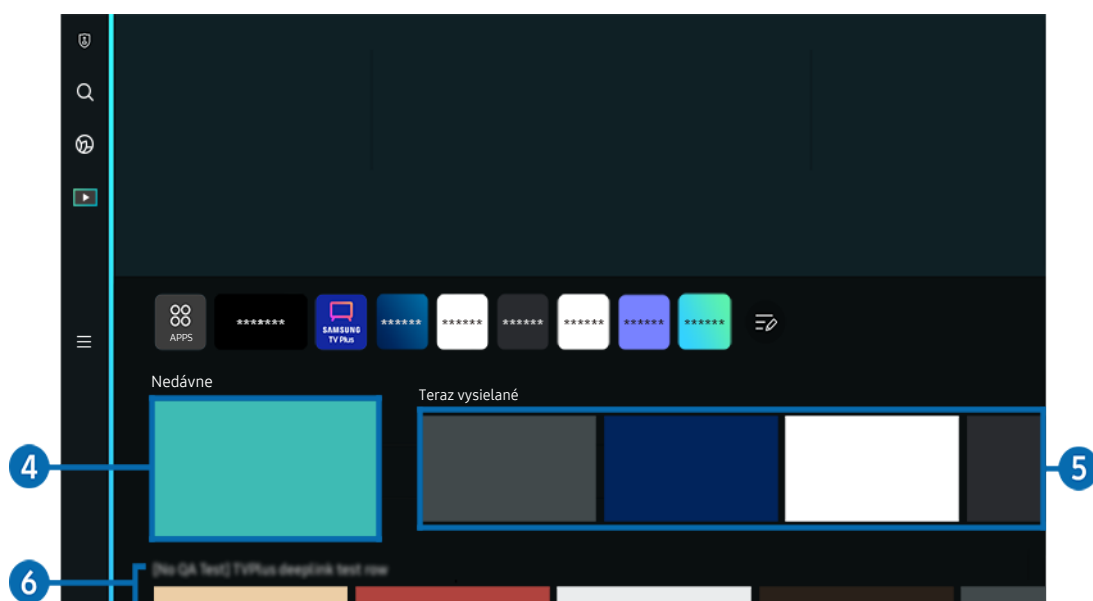 APPS
*******
SAMSUNG
TV Plus
******
******
******
******
******
******
Nedávne
Teraz vysielané
4
5
[No QA Test] TVPlus deeplink test row
6